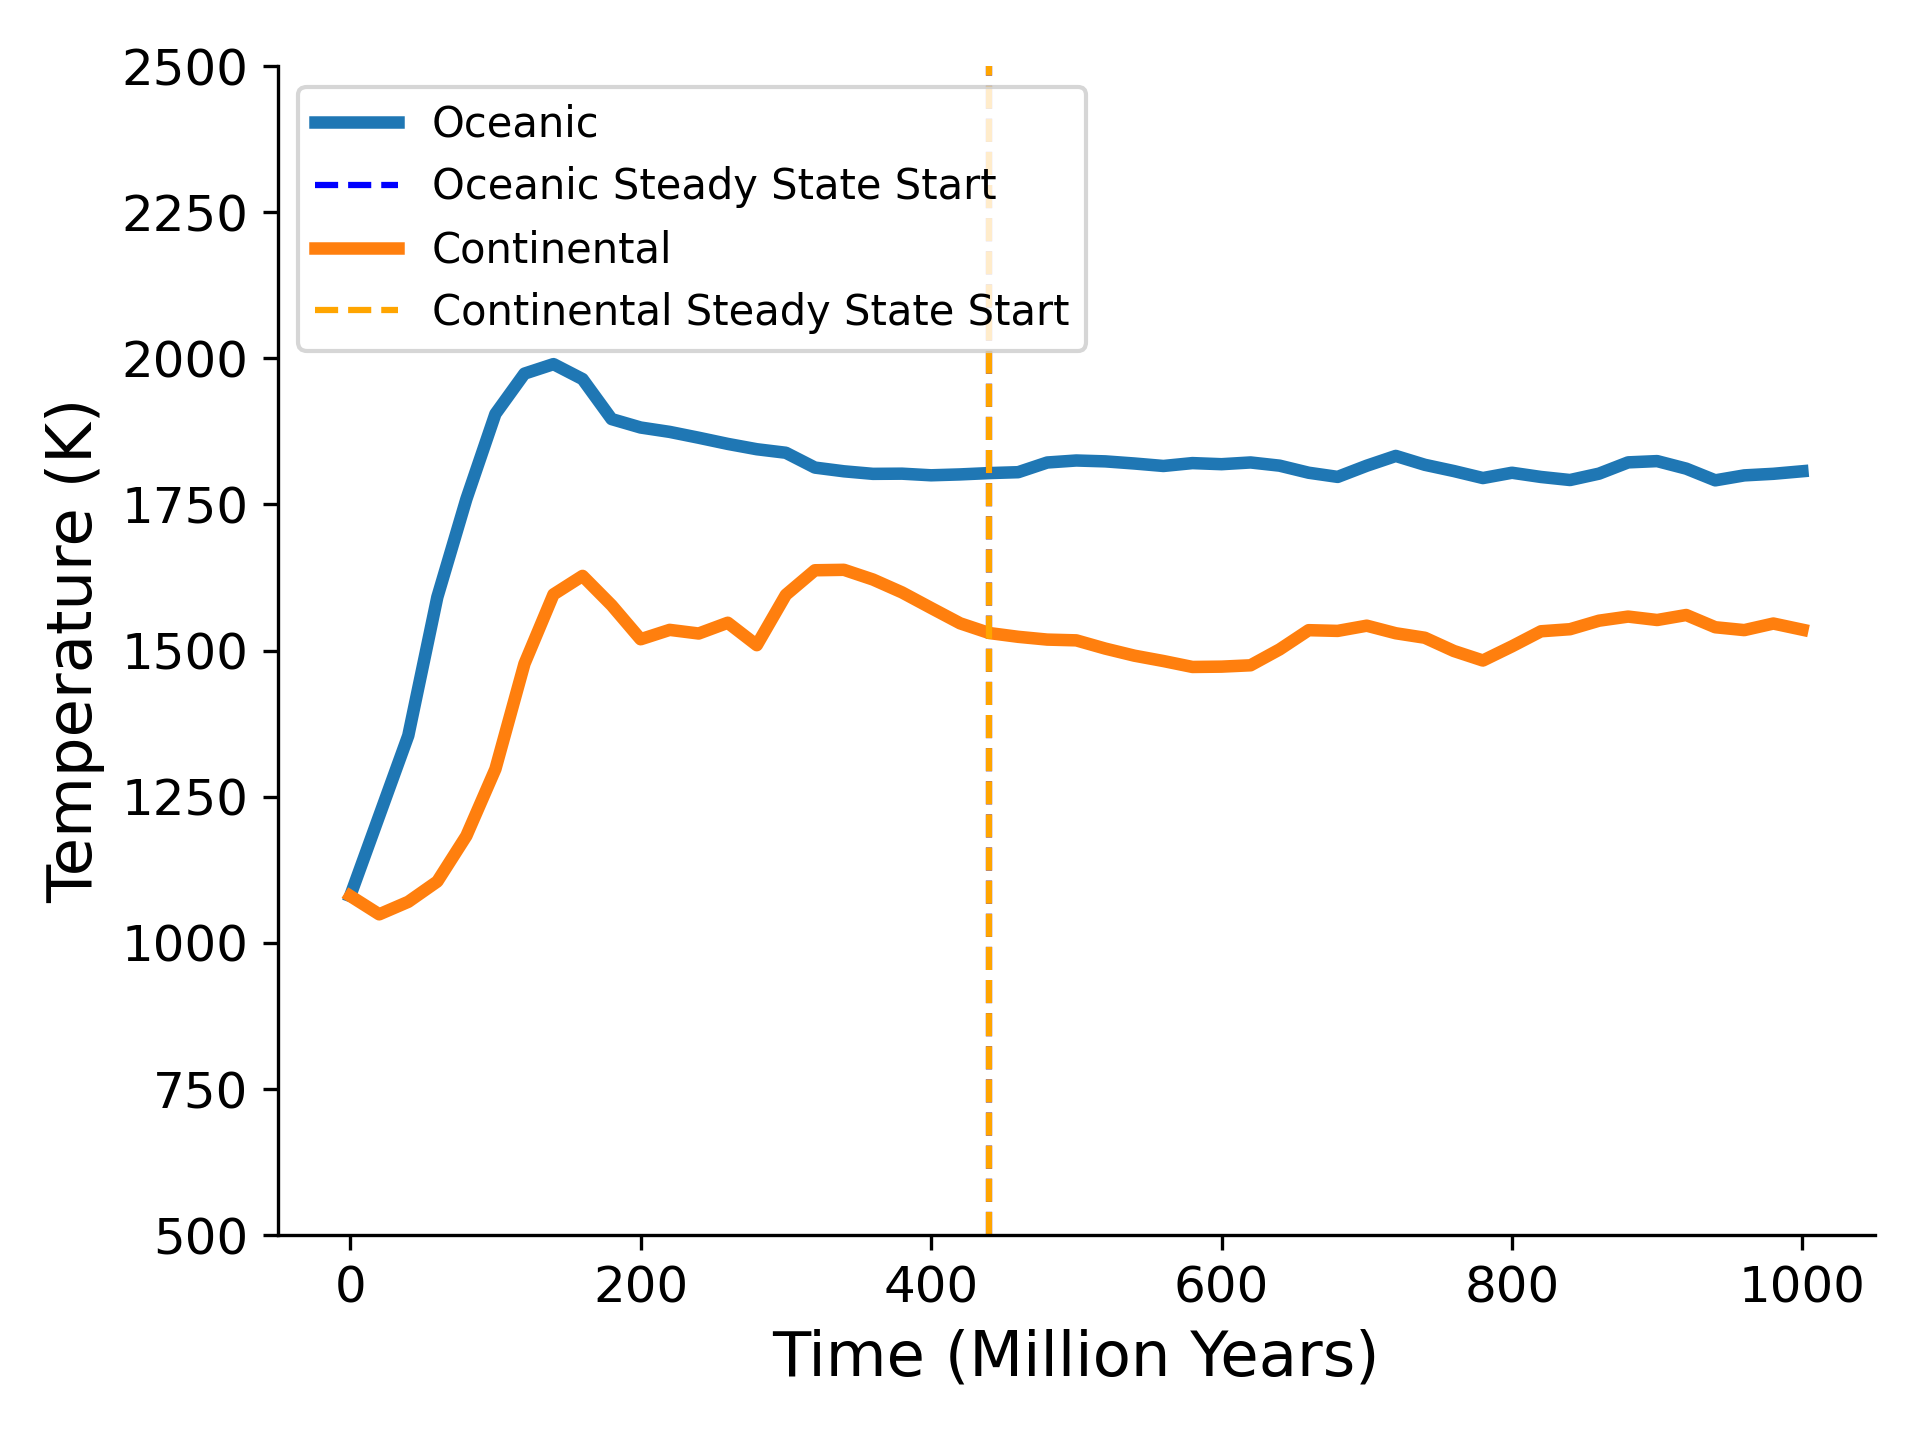 2500
2250
2000
1750
1500
1250
1000
750
500
Temperature (K)
Oceanic
Oceanic Steady State Start
Continental
Continental Steady State Start
0 200 400 600 800 1000
Time (Million Years)